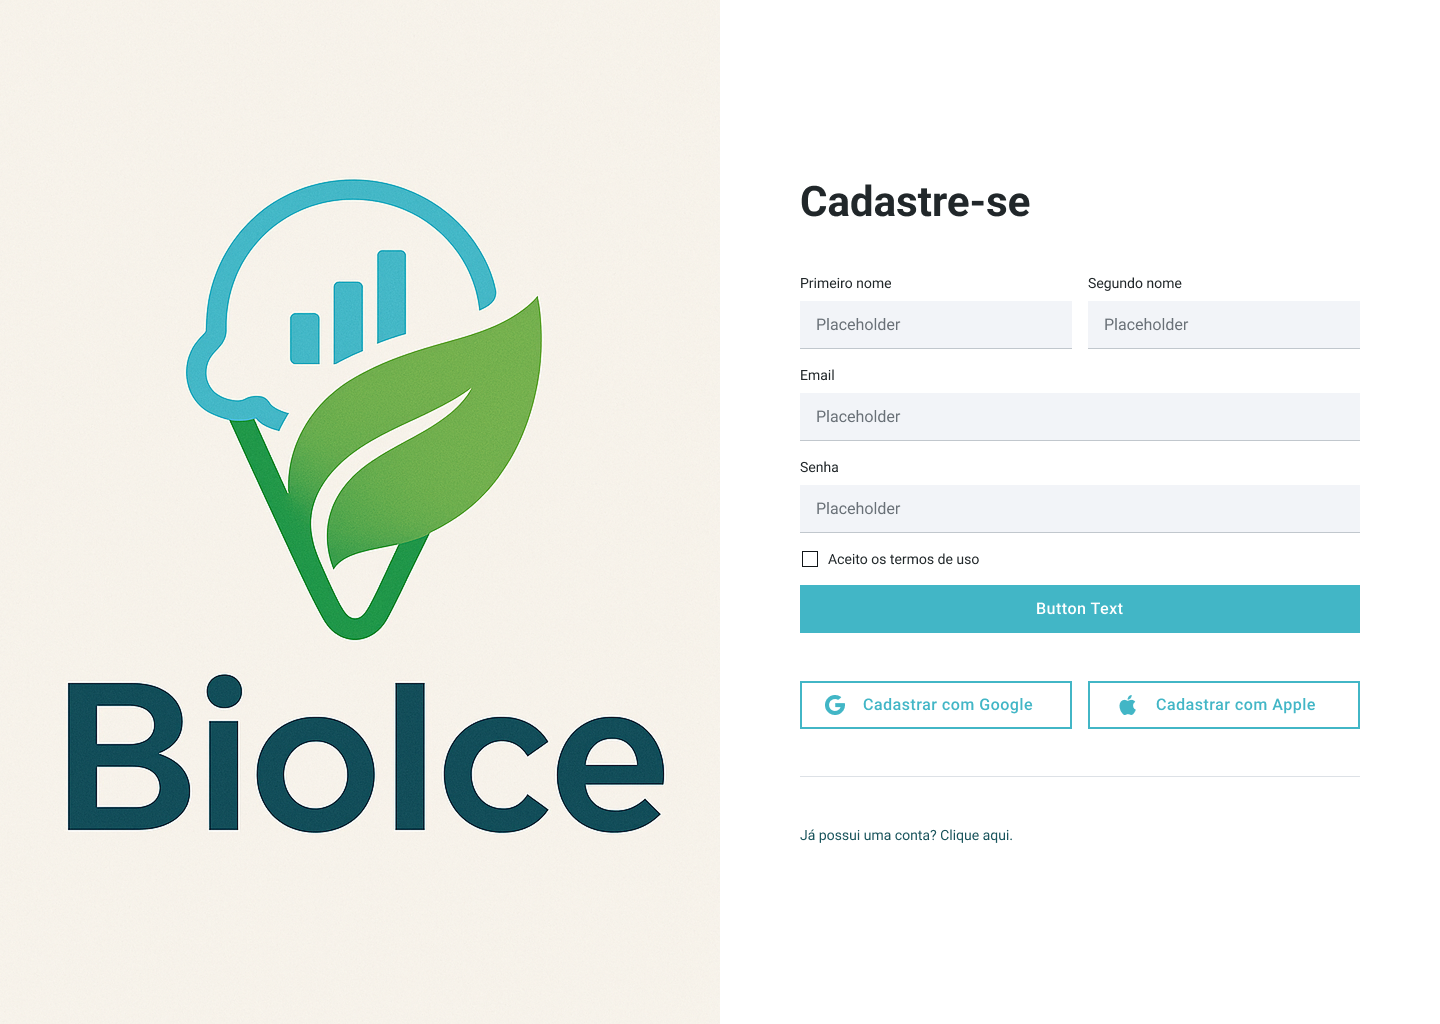 BioIce
Cadastre-se
Primeiro nome
Segundo nome
Placeholder
Placeholder
Email
Placeholder
Senha
Placeholder
Aceito os termos de uso
Button Text
Cadastrar com Google
Cadastrar com Apple
Já possui uma conta? Clique aqui.